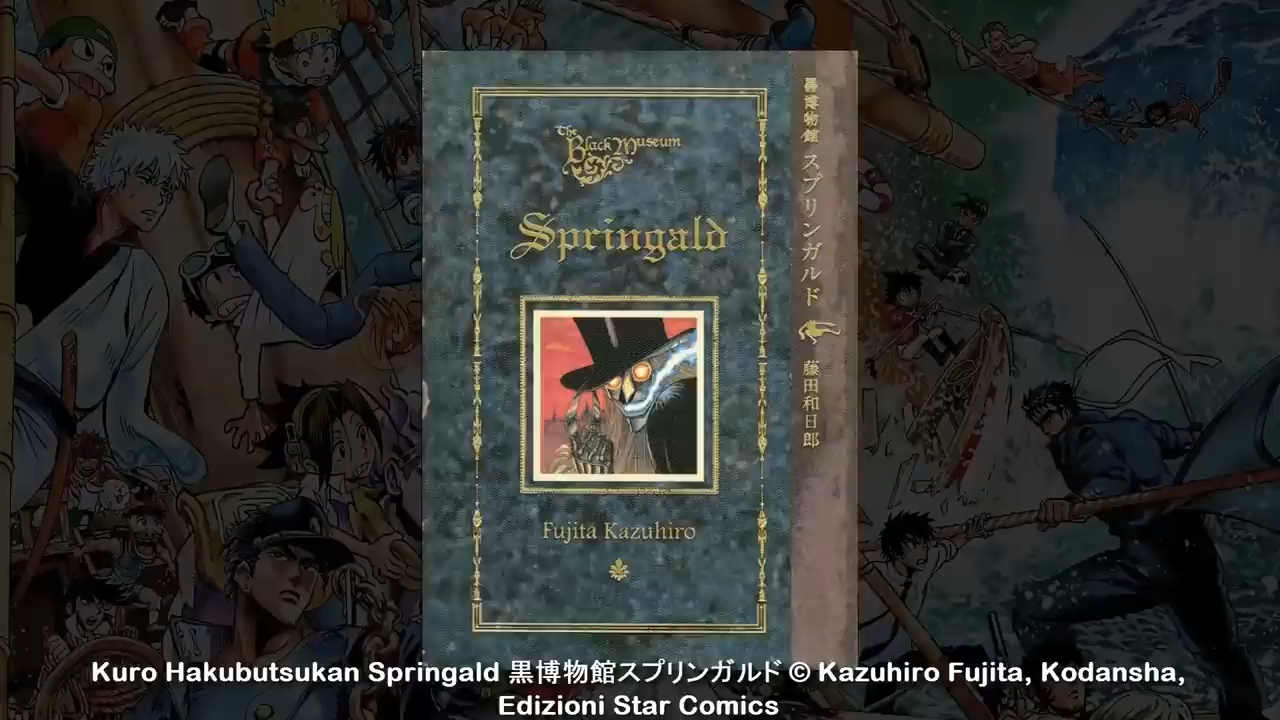 The
Black Museum
Springald
Fujita Kazuhiro
黒博物館 スプリンガルド 藤田和日郎
Kuro Hakubutsukan Springald 黒博物館スプリンガルド © Kazuhiro Fujita, Kodansha,
Edizioni Star Comics